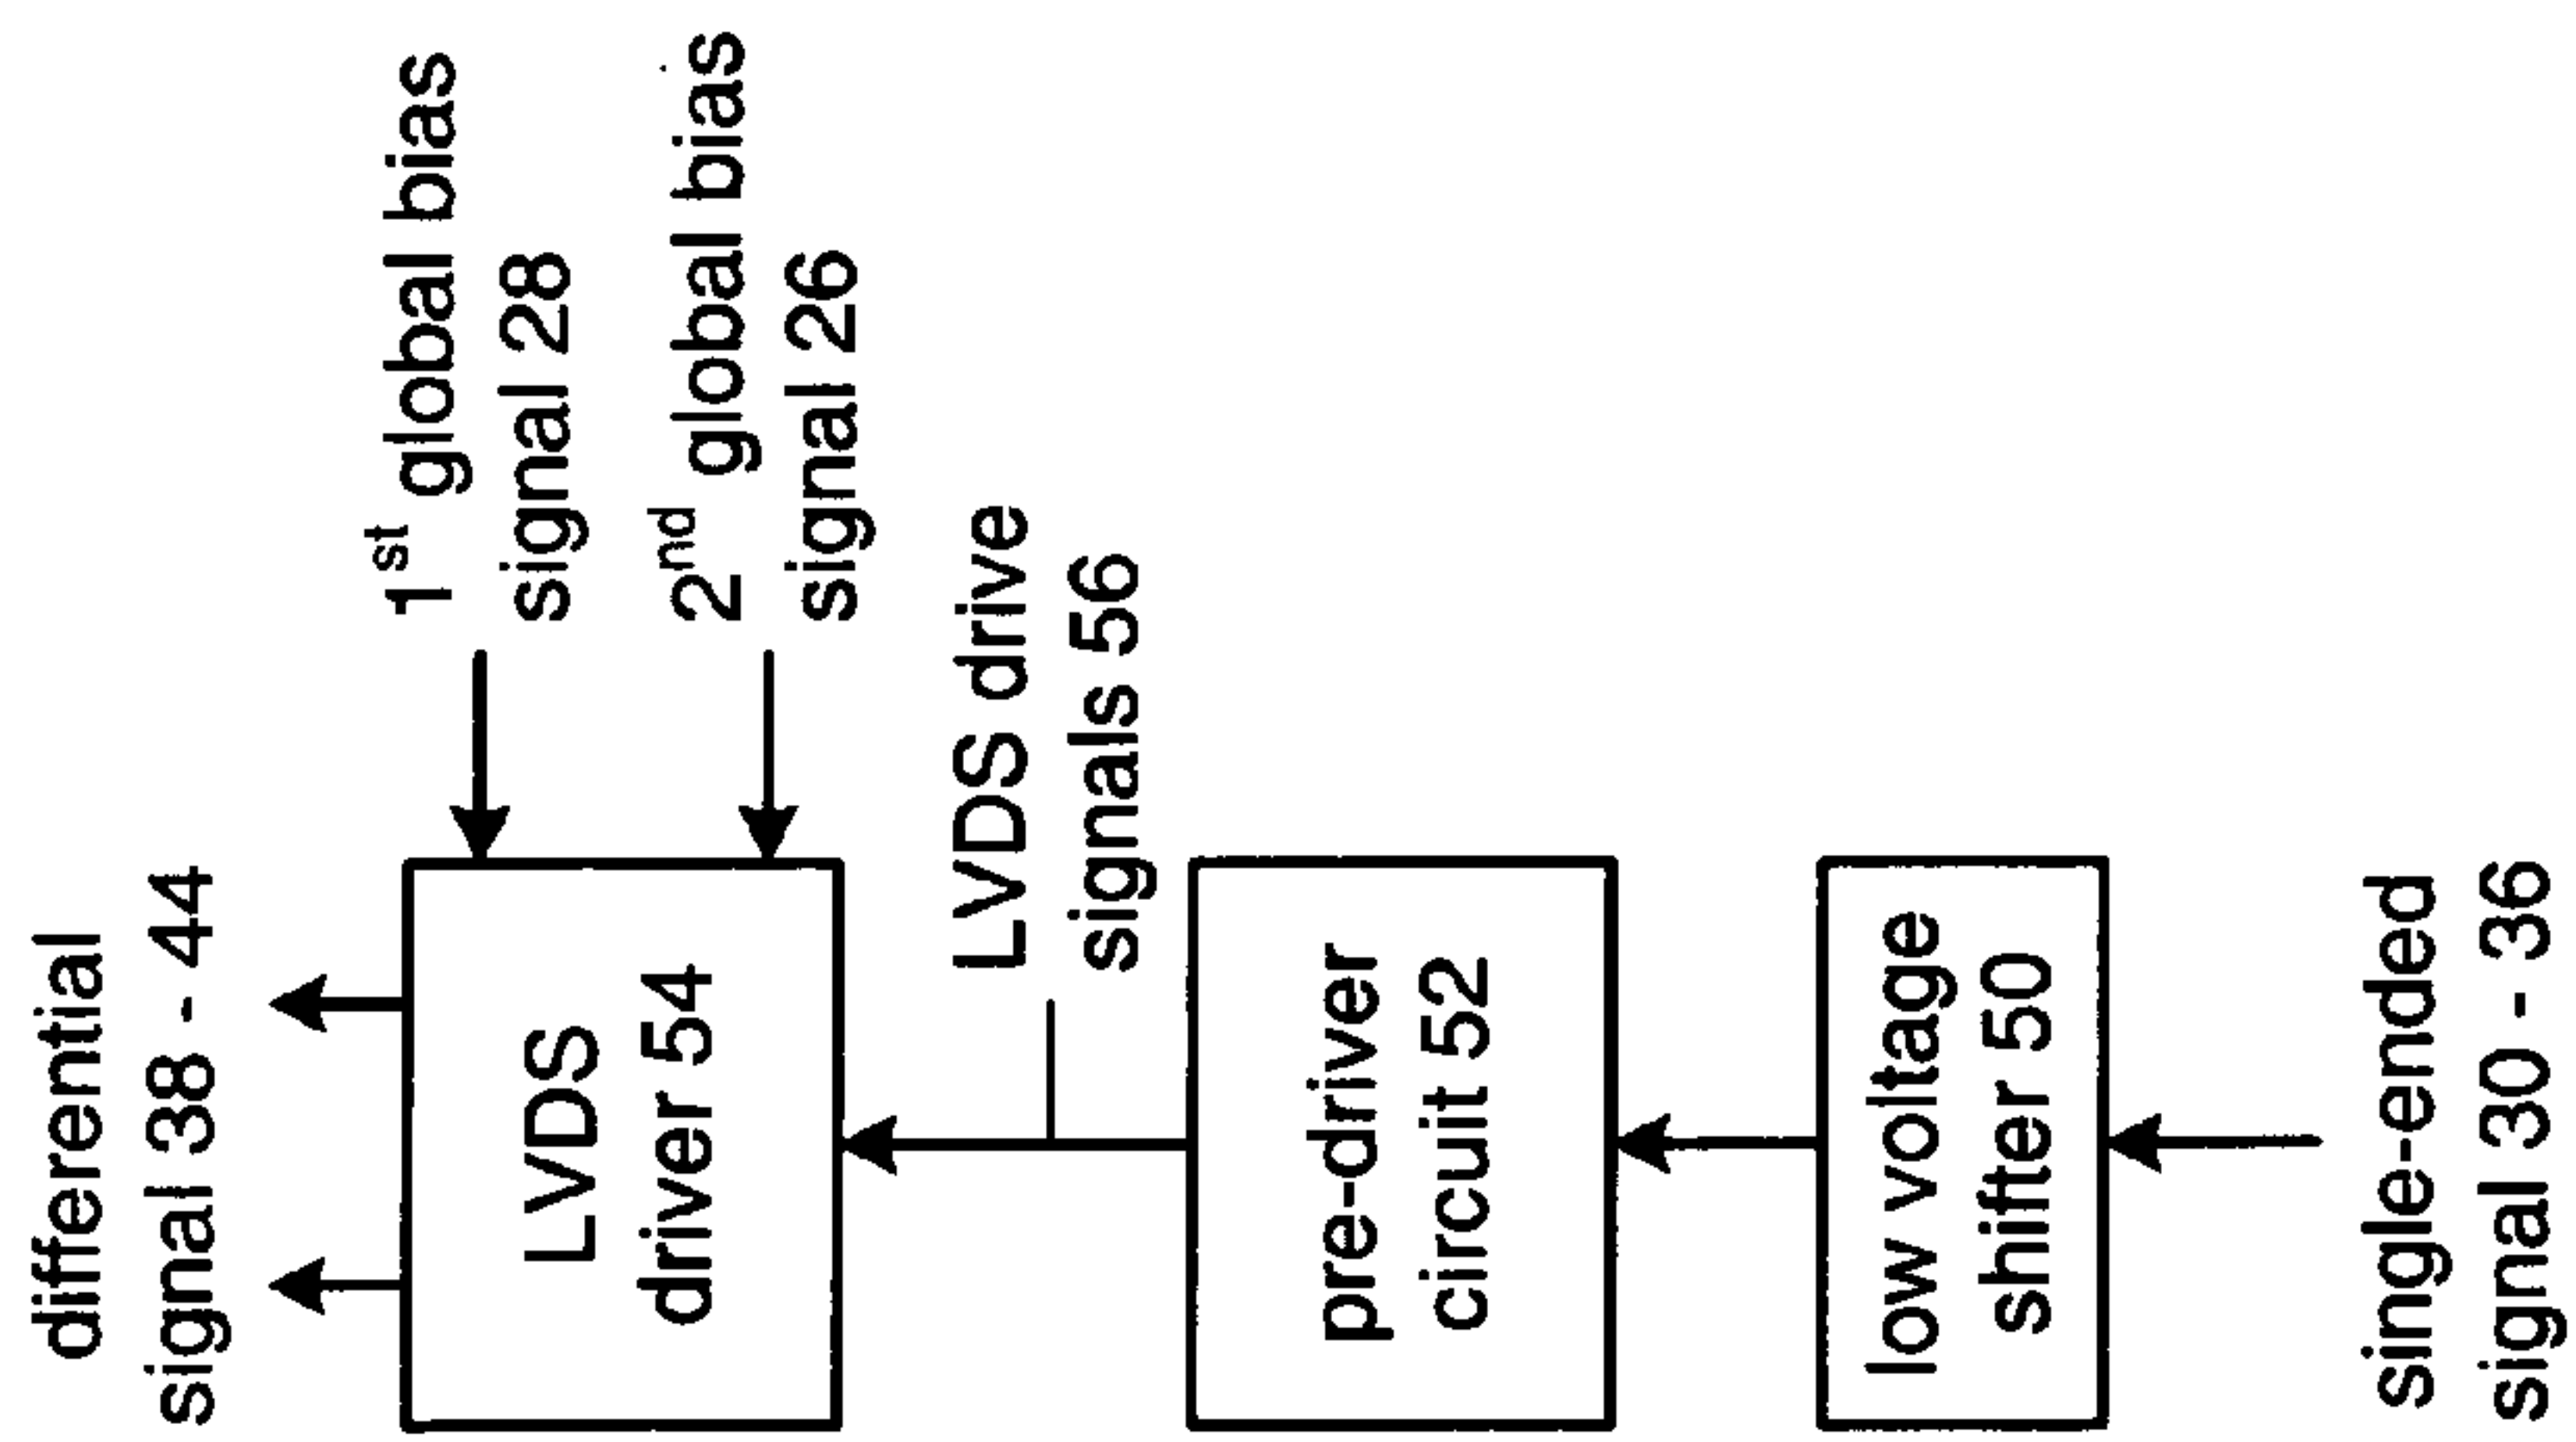 differential
signal 38 - 44
1st global bias
signal 28
LVDS
driver 54
2nd global bias
signal 26
LVDS drive
signals 56
pre-driver
circuit 52
low voltage
shifter 50
single-ended
signal 30 - 36